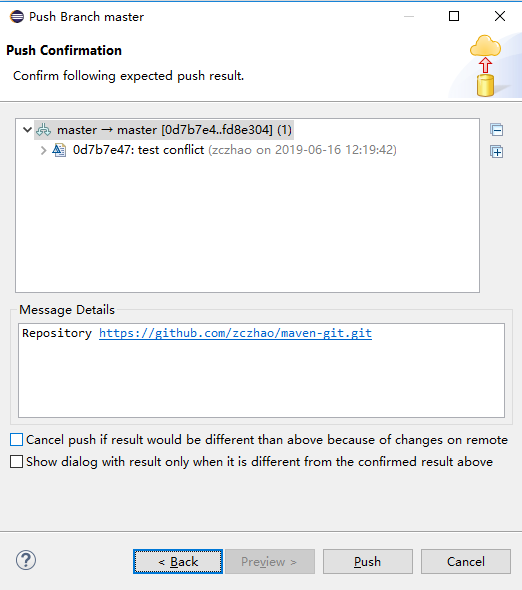 Push Branch master
Push Confirmation
Confirm following expected push result.
master → master [0d7b7e4..fd8e304] (1)
0d7b7e47: test conflict (zczhao on 2019-06-16 12:19:42)
Message Details
Repository https://github.com/zczhao/maven-git.git
Cancel push if result would be different than above because of changes on remote
Show dialog with result only when it is different from the confirmed result above
? < Back Preview > Push Cancel